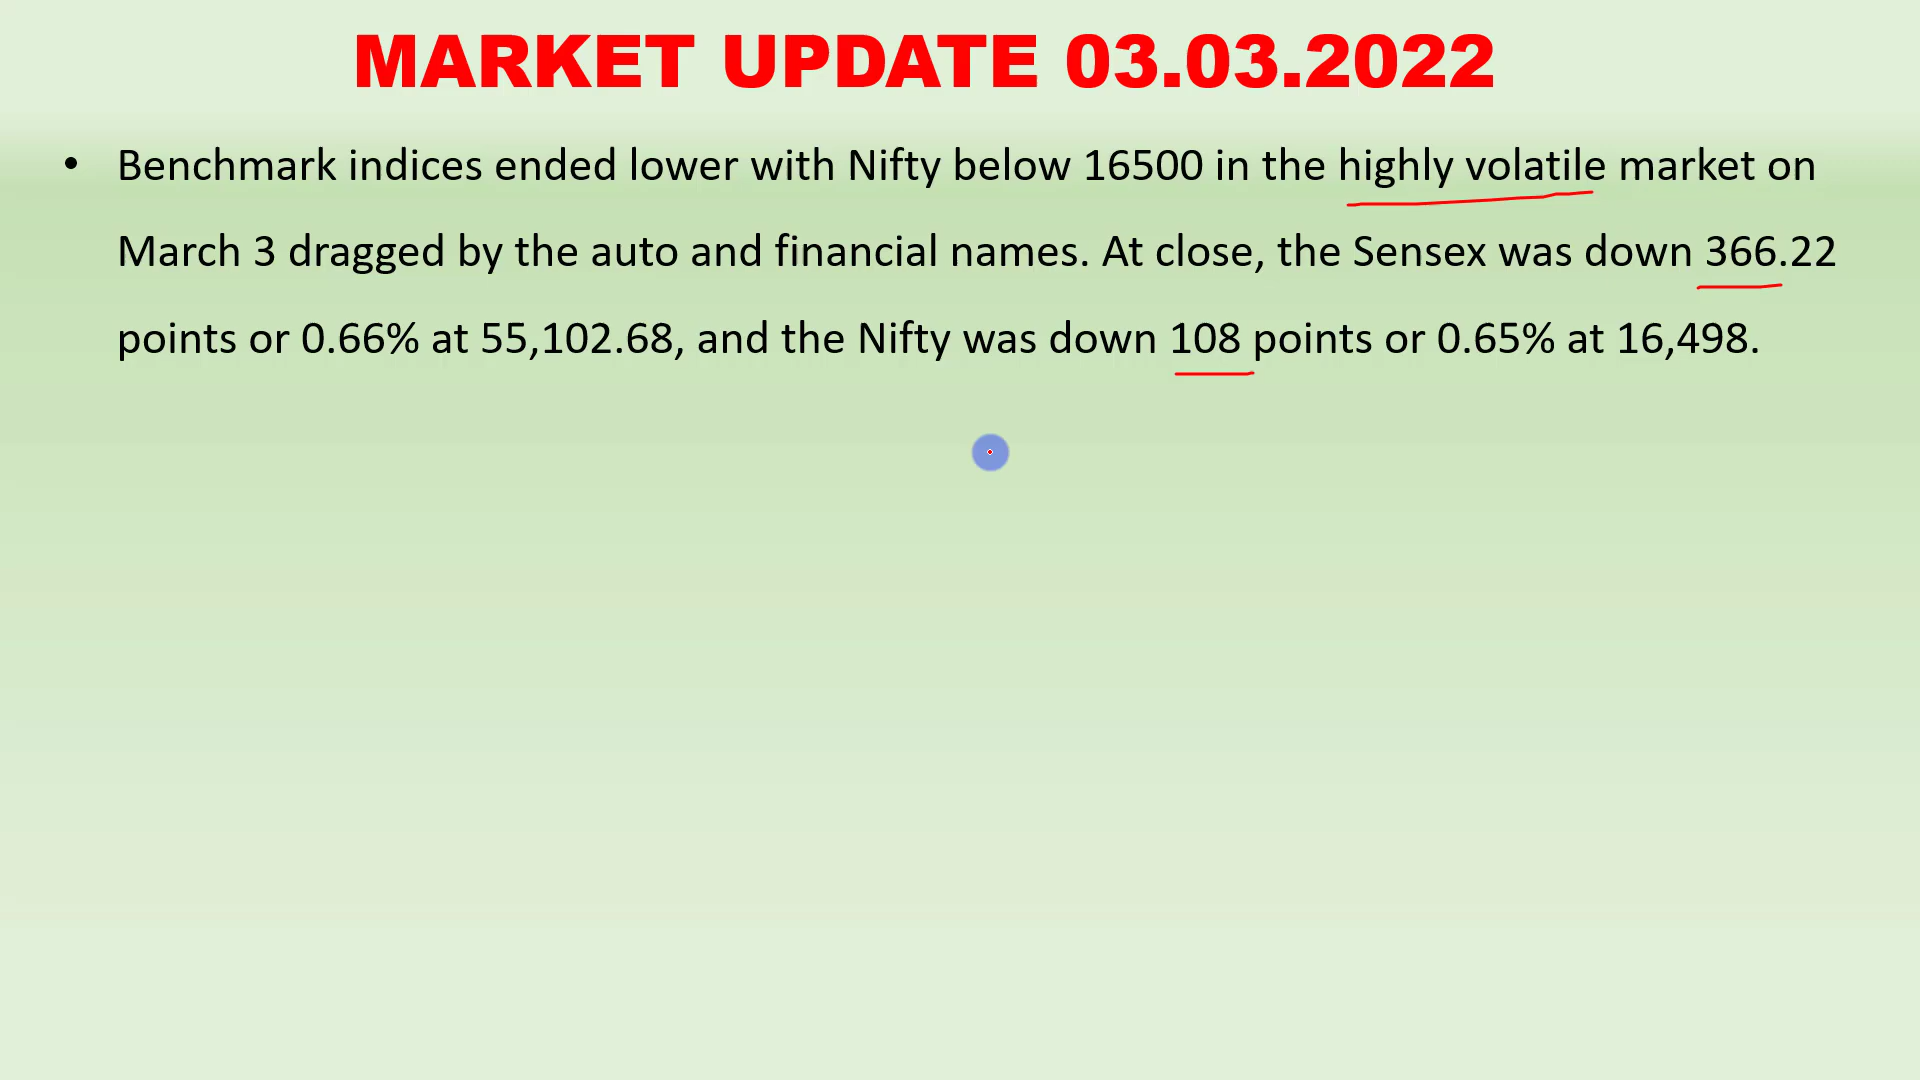 MARKET UPDATE 03.03.2022
• Benchmark indices ended lower with Nifty below 16500 in the highly volatile market on
March 3 dragged by the auto and financial names. At close, the Sensex was down 366.22
points or 0.66% at 55,102.68, and the Nifty was down 108 points or 0.65% at 16,498.